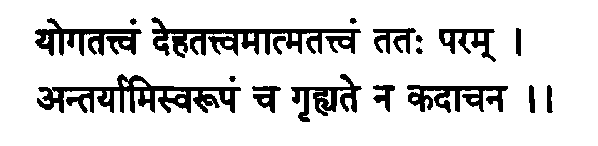 योगतत्त्वं देहतत्त्वमात्मतत्त्वं ततः परम् ।
अन्तर्यामिस्वरूपं च गृह्यते न कदाचन ।।